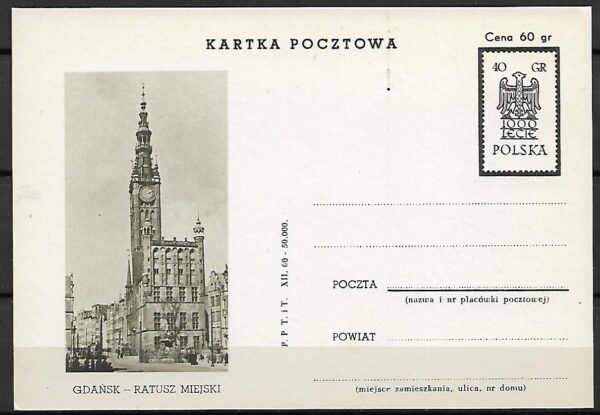 Cena 60 gr
KARTKA POCZTOWA
40 GR
1000
LECIE
POLSKA
P. P. T. i T. XII. 60 - 50.000.
POCZTA
(nazwa i nr placówki pocztowej)
POWIAT
(miejsce zamieszkania, ulica, nr domu)
GDAŃSK – RATUSZ MIEJSKI